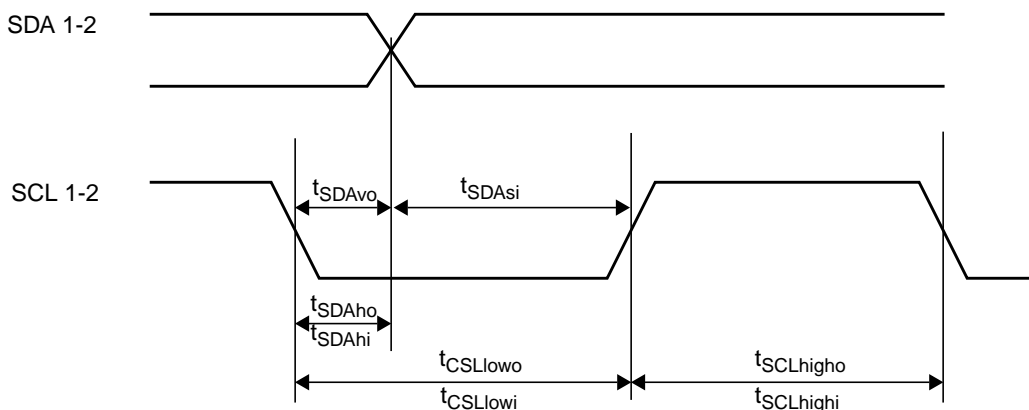 SDA 1-2
SCL 1-2
tSDAvo
tSDAsi
tSDAho
tSDAhi
tCSLlowo
tSCLhigho
tCSLlowi
tSCLhighi